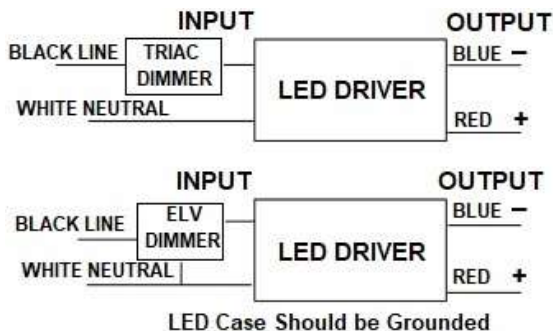 INPUT OUTPUT
BLACK LINE TRIAC DIMMER BLUE −
LED DRIVER
WHITE NEUTRAL RED +
INPUT OUTPUT
BLACK LINE ELV DIMMER BLUE −
LED DRIVER
WHITE NEUTRAL RED +
LED Case Should be Grounded